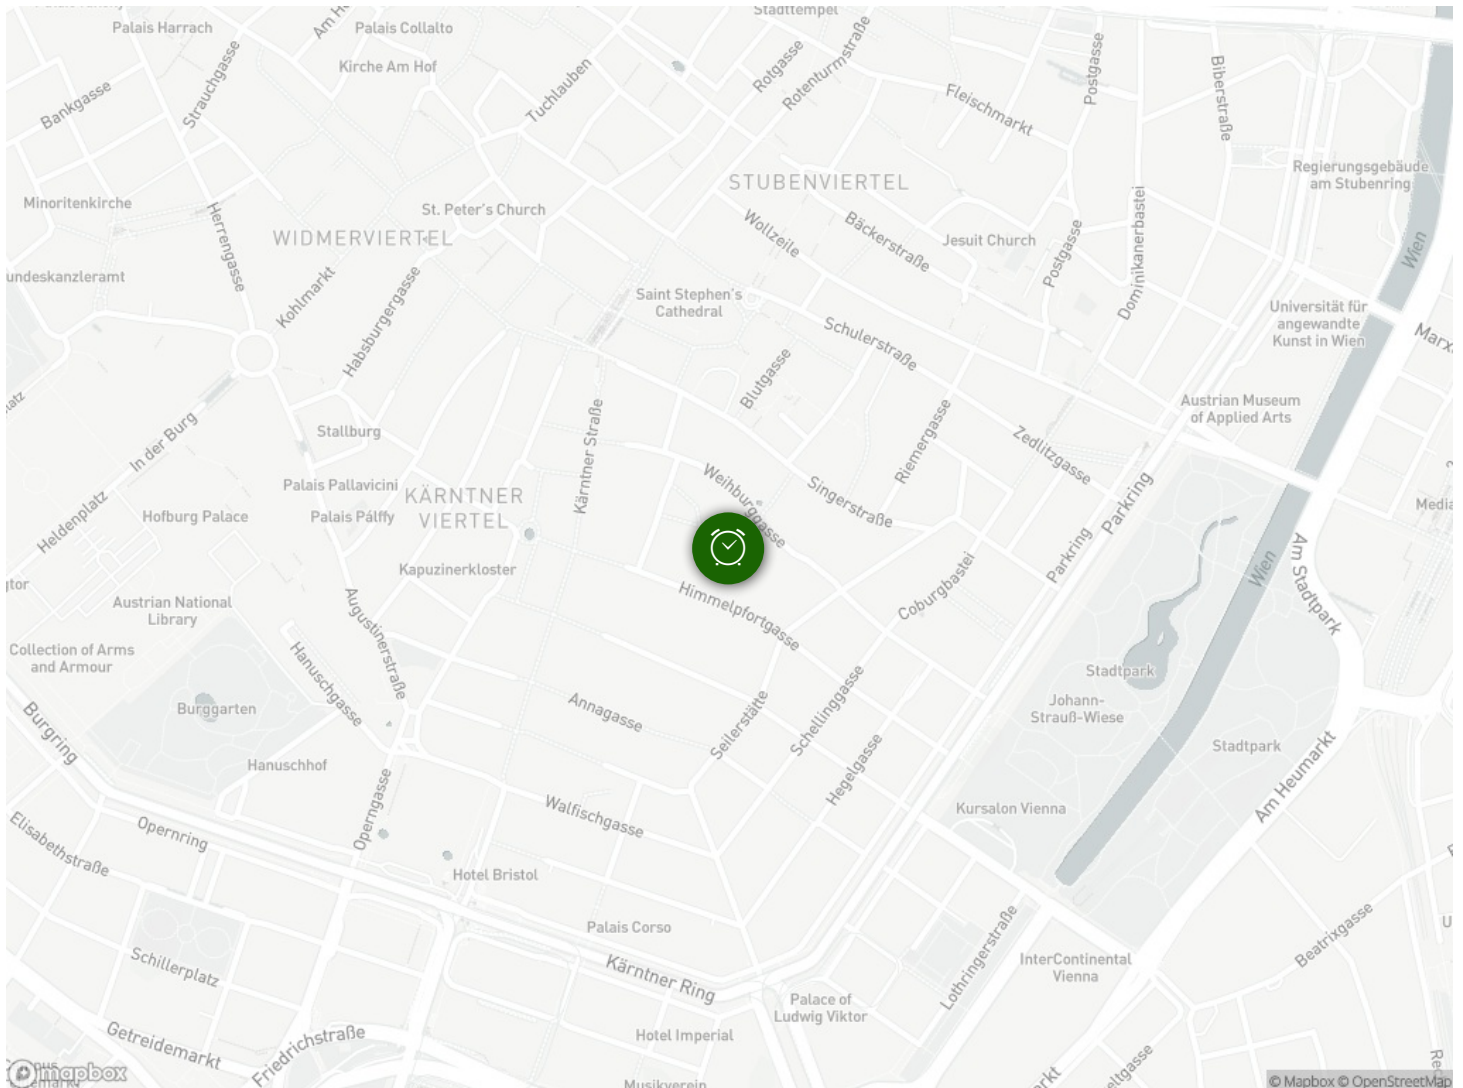 Stadttempel
Palais Harrach
Palais Collalto
Kirche Am Hof
Strauchgasse
Bankgasse
Tuchlauben
Rotgasse
Rotenturmstraße
Fleischmarkt
Postgasse
Biberstraße
Regierungsgebäude
am Stubenring
STUBENVIERTEL
Minoritenkirche
St. Peter's Church
WIDMERVIERTEL
Herrengasse
Wollzeile
Bäckerstraße
Jesuit Church
Postgasse
Dominikanerbastei
Wien
undeskanzleramt
Kohlmarkt
Habsburgergasse
Saint Stephen's
Cathedral
Schulerstraße
Universität für
angewandte
Kunst in Wien
Marx
Blutgasse
Austrian Museum
of Applied Arts
Stallburg
In der Burg
Kärntner Straße
Riemergasse
Zedlitzgasse
Palais Pallavicini
KÄRNTNER
VIERTEL
Weihburggasse
Singerstraße
Parkring
Media
Heldenplatz
Hofburg Palace
Palais Pálffy
Parkring
Am Stadtpark
Wien
Kapuzinerkloster
gtor
Austrian National
Library
Augustinerstraße
Himmelpfortgasse
Coburgbastei
Collection of Arms
and Armour
Hanuschgasse
Stadtpark
Johann-
Strauß-Wiese
Burggarten
Annagasse
Seilerstätte
Schellinggasse
Stadtpark
Burgring
Hanuschhof
Hegelgasse
Am Heumarkt
Operngasse
Walfischgasse
Kursalon Vienna
Elisabethstraße
Opernring
Hotel Bristol
Palais Corso
Lothringerstraße
Beatrixgasse
Schillerplatz
Kärntner Ring
InterContinental
Vienna
Palace of
Ludwig Viktor
Getreidemarkt
Friedrichstraße
Hotel Imperial
Musikverein
mapbox
© Mapbox © OpenStreetMap